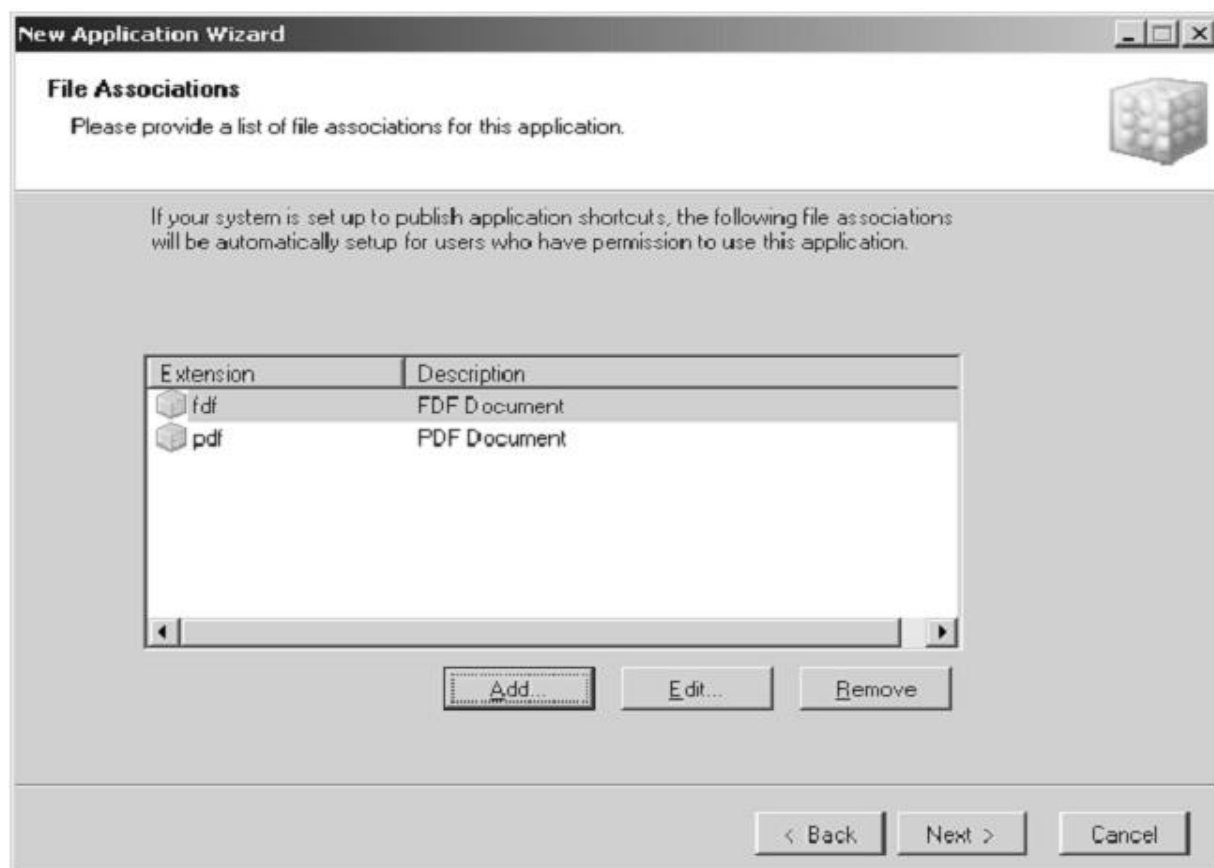 New Application Wizard
File Associations
Please provide a list of file associations for this application.
If your system is set up to publish application shortcuts, the following file associations
will be automatically setup for users who have permission to use this application.
Extension Description
fdf FDF Document
pdf PDF Document
Add... Edit... Remove
< Back Next > Cancel